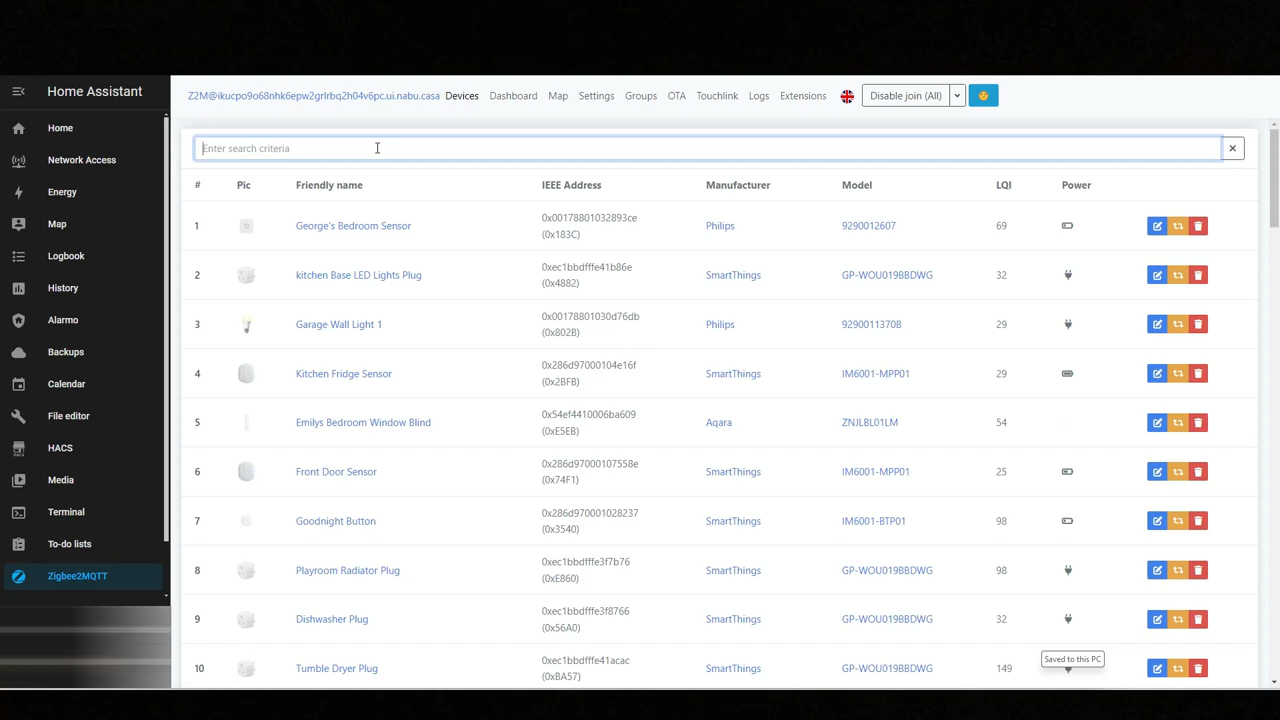 Home Assistant
Home
Network Access
Energy
Map
Logbook
History
Alarmo
Backups
Calendar
File editor
HACS
HACS
Media
Terminal
To-do lists
Zigbee2MQTT
Z2M@ikucpo9o68nhk6epw2grlrbq2h04v6pc.ui.nabu.casa Devices Dashboard Map Settings Groups OTA Touchlink Logs Extensions Disable join (All)
Enter search criteria
# Pic Friendly name IEEE Address Manufacturer Model LQI Power
1 George's Bedroom Sensor 0x00178801032893ce Philips 9290012607 69
(0x183C)
2 kitchen Base LED Lights Plug 0xec1bbdfffe41b86e SmartThings GP-WOU019BBDWG 32
(0x4882)
3 Garage Wall Light 1 0x00178801030d76db Philips 9290011370B 29
(0x802B)
4 Kitchen Fridge Sensor 0x286d97000104e16f SmartThings IM6001-MPP01 29
(0x2BFB)
5 Emilys Bedroom Window Blind 0x54ef4410006ba609 Aqara ZNJLBL01LM 54
(0xE5EB)
6 Front Door Sensor 0x286d97000107558e SmartThings IM6001-MPP01 25
(0x74F1)
7 Goodnight Button 0x286d970001028237 SmartThings IM6001-BTP01 98
(0x3540)
8 Playroom Radiator Plug 0xec1bbdfffe3f7b76 SmartThings GP-WOU019BBDWG 98
(0xE860)
9 Dishwasher Plug 0xec1bbdfffe3f8766 SmartThings GP-WOU019BBDWG 32
(0x56A0)
10 Tumble Dryer Plug 0xec1bbdfffe41acac SmartThings GP-WOU019BBDWG 149
(0xBA57)
Saved to this PC